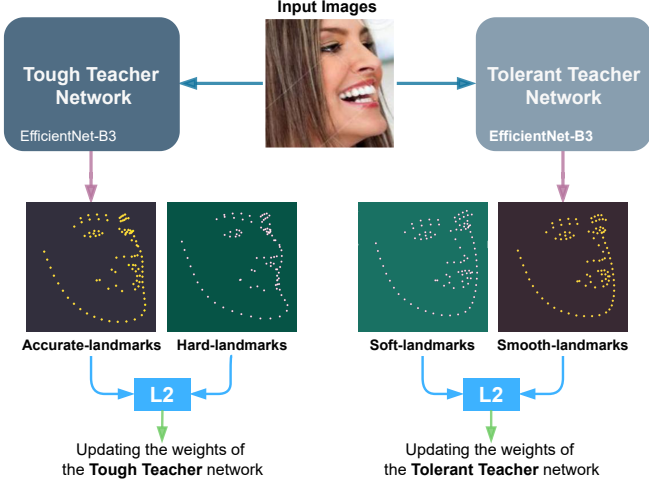 Input Images
Tough Teacher
Network
EfficientNet-B3
Tolerant Teacher
Network
EfficientNet-B3
Accurate-landmarks
Hard-landmarks
Soft-landmarks
Smooth-landmarks
L2
L2
Updating the weights of
the Tough Teacher network
Updating the weights of
the Tolerant Teacher network